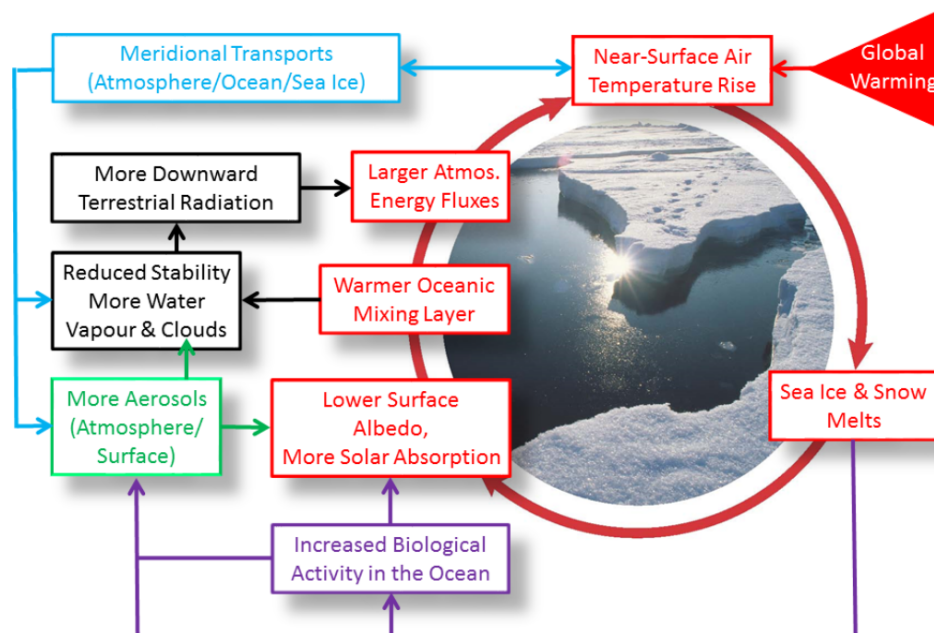 Meridional Transports
(Atmosphere/Ocean/Sea Ice)
Near-Surface Air
Temperature Rise
Global
Warming
More Downward
Terrestrial Radiation
Larger Atmos.
Energy Fluxes
Reduced Stability
More Water
Vapour & Clouds
Warmer Oceanic
Mixing Layer
More Aerosols
(Atmosphere/
Surface)
Lower Surface
Albedo,
More Solar Absorption
Sea Ice & Snow
Melts
Increased Biological
Activity in the Ocean